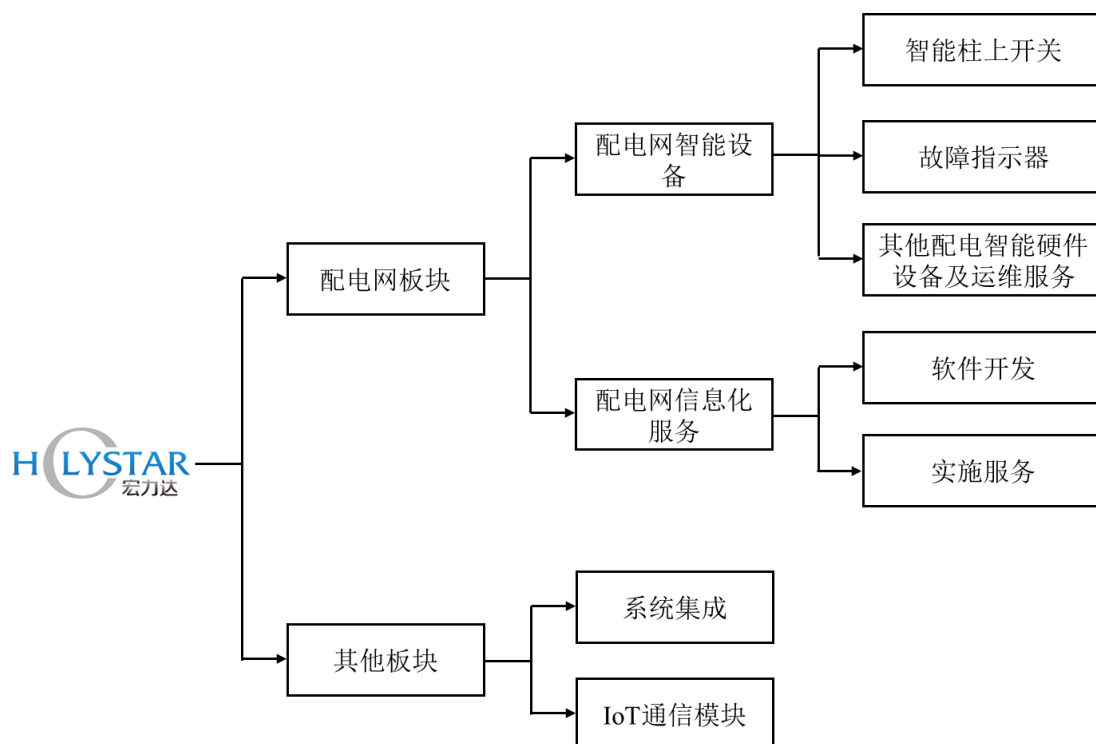 智能柱上开关
配电网智能设
备
故障指示器
其他配电智能硬件
设备及运维服务
配电网板块
软件开发
配电网信息化
服务
HOLYSTAR
宏力达
实施服务
系统集成
其他板块
IoT通信模块